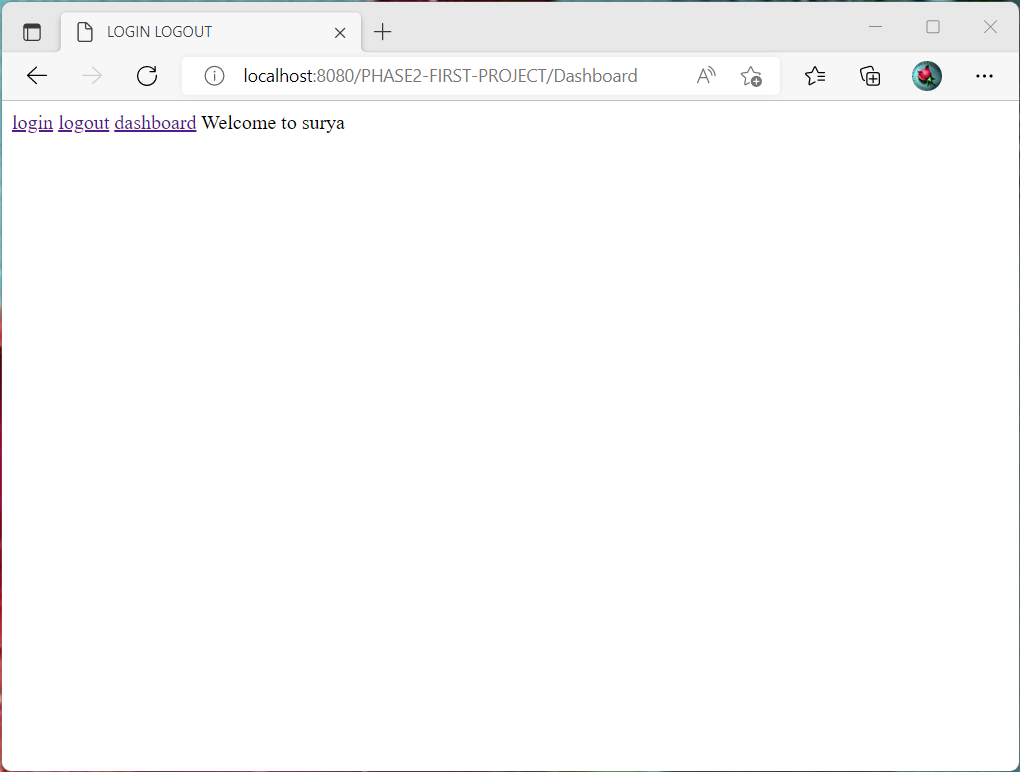 LOGIN LOGOUT
localhost:8080/PHASE2-FIRST-PROJECT/Dashboard
login logout dashboard Welcome to surya